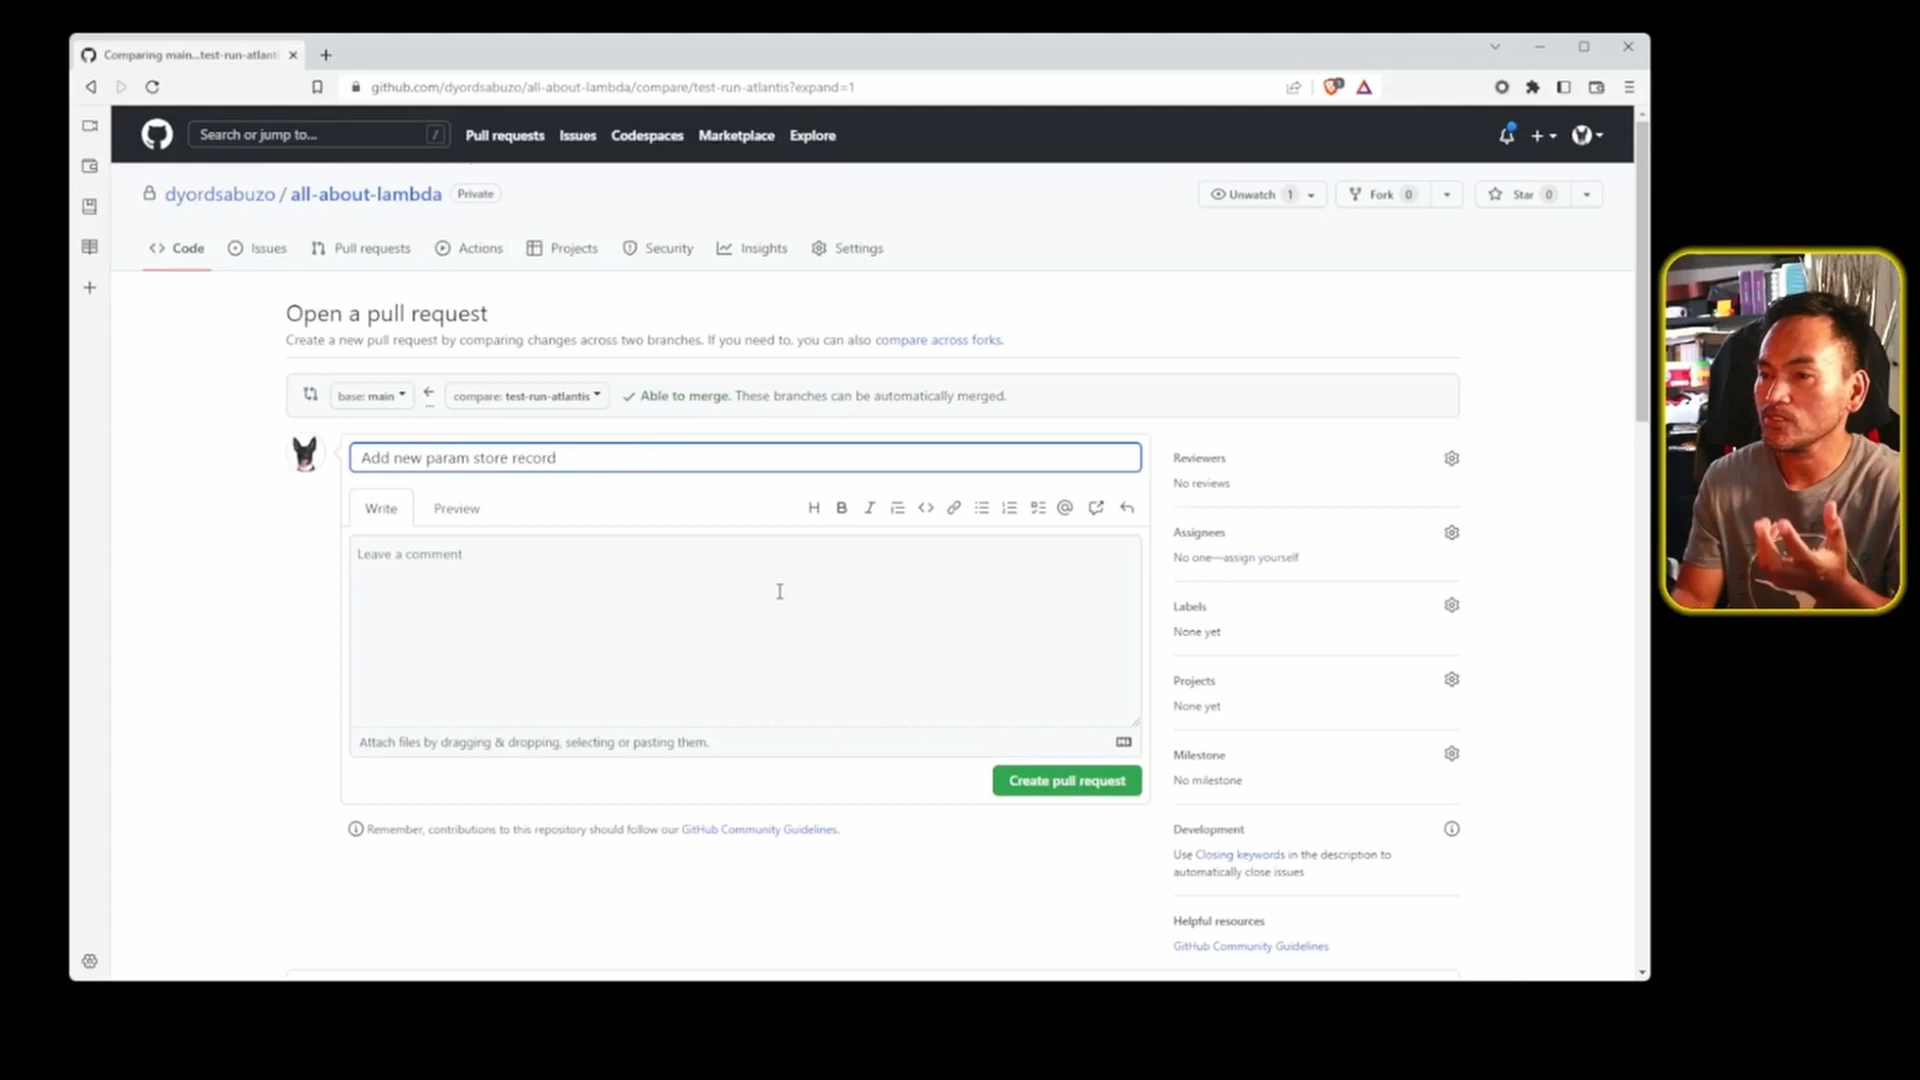 Comparing main...test-run-atlanti
github.com/dyordsabuzo/all-about-lambda/compare/test-run-atlantis?expand=1
Search or jump to...
/
Pull requests
Issues
Codespaces
Marketplace
Explore
dyordsabuzo / all-about-lambda
Private
Unwatch 1
Fork 0
Star 0
Code
Issues
Pull requests
Actions
Projects
Security
Insights
Settings
Open a pull request
Create a new pull request by comparing changes across two branches. If you need to, you can also compare across forks.
base: main
compare: test-run-atlantis
Able to merge. These branches can be automatically merged.
Add new param store record
Write
Preview
Leave a comment
Attach files by dragging & dropping, selecting or pasting them.
Create pull request
Remember, contributions to this repository should follow our GitHub Community Guidelines.
Reviewers
No reviews
Assignees
No one—assign yourself
Labels
None yet
Projects
None yet
Milestone
No milestone
Development
Use Closing keywords in the description to
automatically close issues
Helpful resources
GitHub Community Guidelines